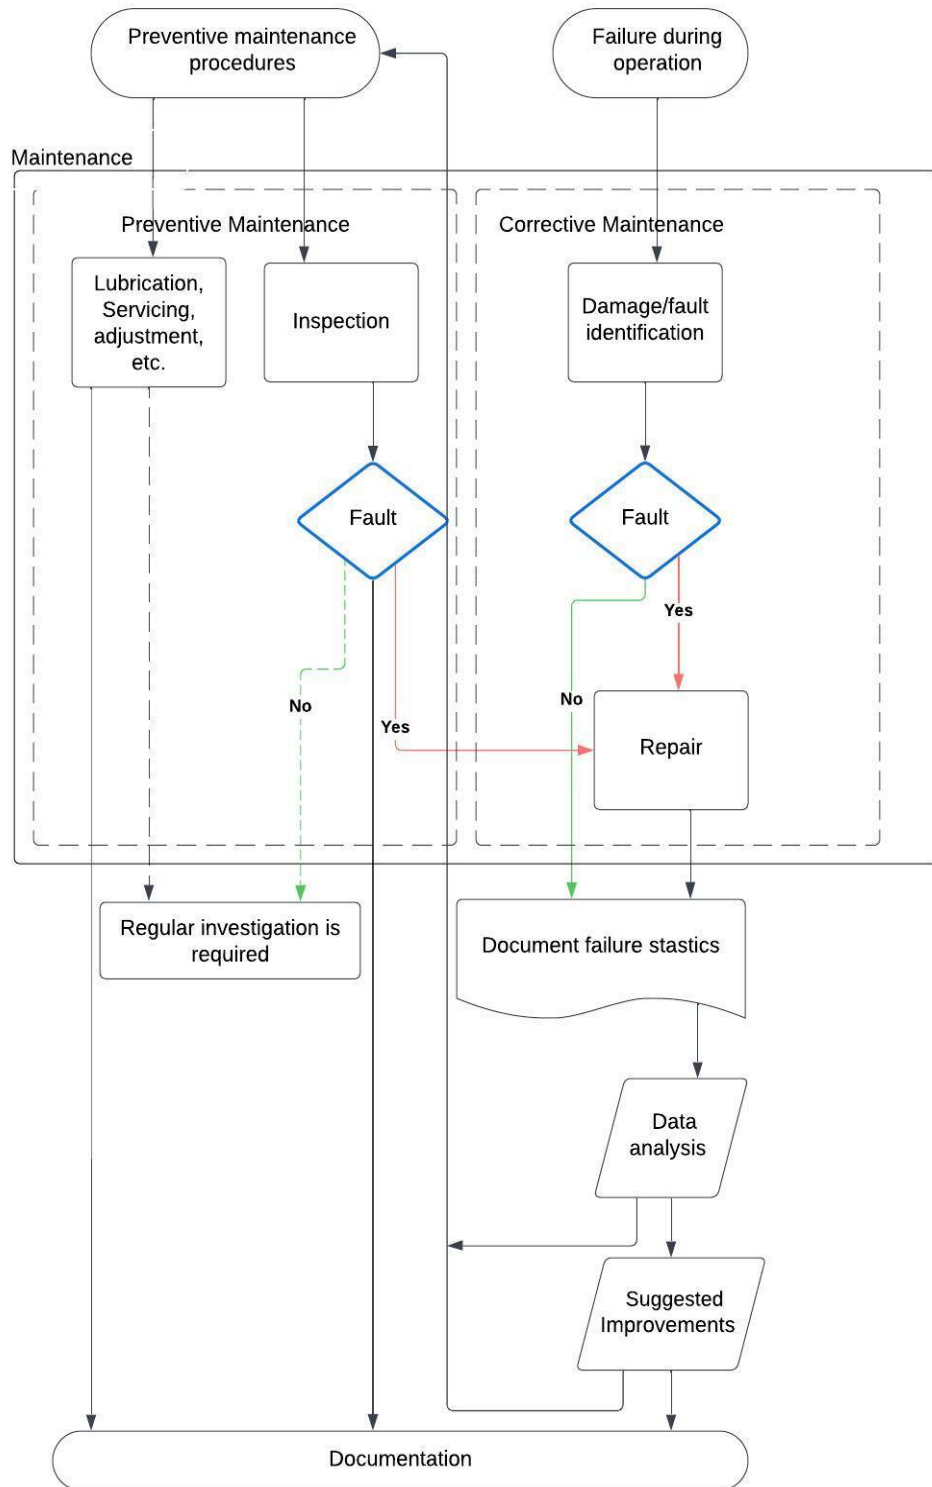 Preventive maintenance
procedures
Failure during
operation
Maintenance
Preventive Maintenance
Corrective Maintenance
Lubrication,
Servicing,
adjustment,
etc.
Inspection
Damage/fault
identification
Fault
Fault
Yes
No
No
Yes
Repair
Regular investigation is
required
Document failure stastics
Data
analysis
Suggested
Improvements
Documentation